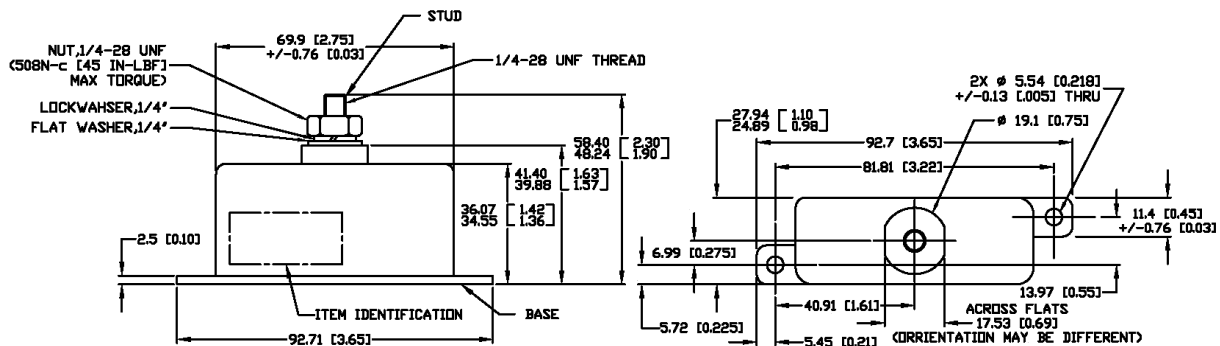 STUD
69.9 [2.75]
+/-0.76 [0.03]
NUT,1/4-28 UNF
(508N-c [45 IN-LBF]
MAX TORQUE)
1/4-28 UNF THREAD
LOCKWAHSER,1/4"
FLAT WASHER,1/4"
58.40 [2.30]
48.24 [1.90]
41.40 [1.63]
39.88 [1.57]
36.07 [1.42]
34.55 [1.36]
2.5 [0.10]
ITEM IDENTIFICATION
BASE
92.71 [3.65]
2X ø 5.54 [0.218]
+/-0.13 [.005] THRU
27.94 [1.10]
24.89 [0.98]
ø 19.1 [0.75]
92.7 [3.65]
81.81 [3.22]
11.4 [0.45]
+/-0.76 [0.03]
6.99 [0.275]
13.97 [0.55]
40.91 [1.61]
ACROSS FLATS
17.53 [0.69]
(ORRIENTATION MAY BE DIFFERENT)
5.72 [0.225]
5.45 [0.21]